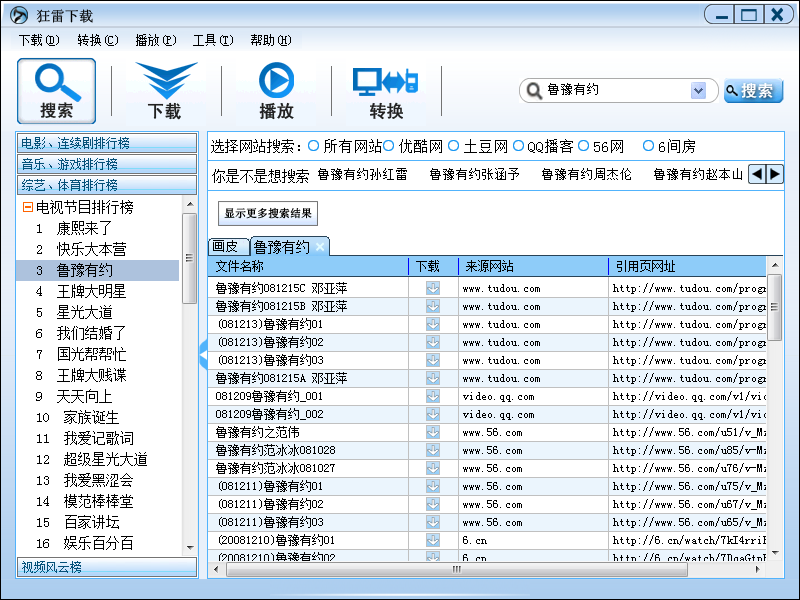 狂雷下载
下载(D) 转换(C) 播放(P) 工具(T) 帮助(H)
搜索 下载 播放 转换 鲁豫有约 搜索
电影、连续剧排行榜
音乐、游戏排行榜
综艺、体育排行榜
电视节目排行榜
1 康熙来了
2 快乐大本营
3 鲁豫有约
4 王牌大明星
5 星光大道
6 我们结婚了
7 国光帮帮忙
8 王牌大贱谍
9 天天向上
10 家族诞生
11 我爱记歌词
12 超级星光大道
13 我爱黑涩会
14 模范棒棒堂
15 百家讲坛
16 娱乐百分百
视频风云榜
选择网站搜索: 所有网站 优酷网 土豆网 QQ播客 56网 6间房
你是不是想搜索 鲁豫有约孙红雷 鲁豫有约张涵予 鲁豫有约周杰伦 鲁豫有约赵本山
显示更多搜索结果
画皮 鲁豫有约
文件名称 下载 来源网站 引用页网址
鲁豫有约081215C 邓亚萍 www.tudou.com http://www.tudou.com/prog
鲁豫有约081215B 邓亚萍 www.tudou.com http://www.tudou.com/prog
(081213)鲁豫有约01 www.tudou.com http://www.tudou.com/prog
(081213)鲁豫有约02 www.tudou.com http://www.tudou.com/prog
(081213)鲁豫有约03 www.tudou.com http://www.tudou.com/prog
鲁豫有约081215A 邓亚萍 www.tudou.com http://www.tudou.com/prog
081209鲁豫有约_001 video.qq.com http://video.qq.com/v1/vi
081209鲁豫有约_002 video.qq.com http://video.qq.com/v1/vi
鲁豫有约之范伟 www.56.com http://www.56.com/u51/v_M
鲁豫有约范冰冰081028 www.56.com http://www.56.com/u85/v-M
鲁豫有约范冰冰081027 www.56.com http://www.56.com/u76/v-M
(081211)鲁豫有约01 www.56.com http://www.56.com/u75/v_M
(081211)鲁豫有约02 www.56.com http://www.56.com/u67/v_M
(081211)鲁豫有约03 www.56.com http://www.56.com/u65/v_M
(20081210)鲁豫有约01 6.cn http://6.cn/watch/7kI4rri
(20081210)鲁豫有约02 6.cn http://6.cn/watch/7DqaGtp